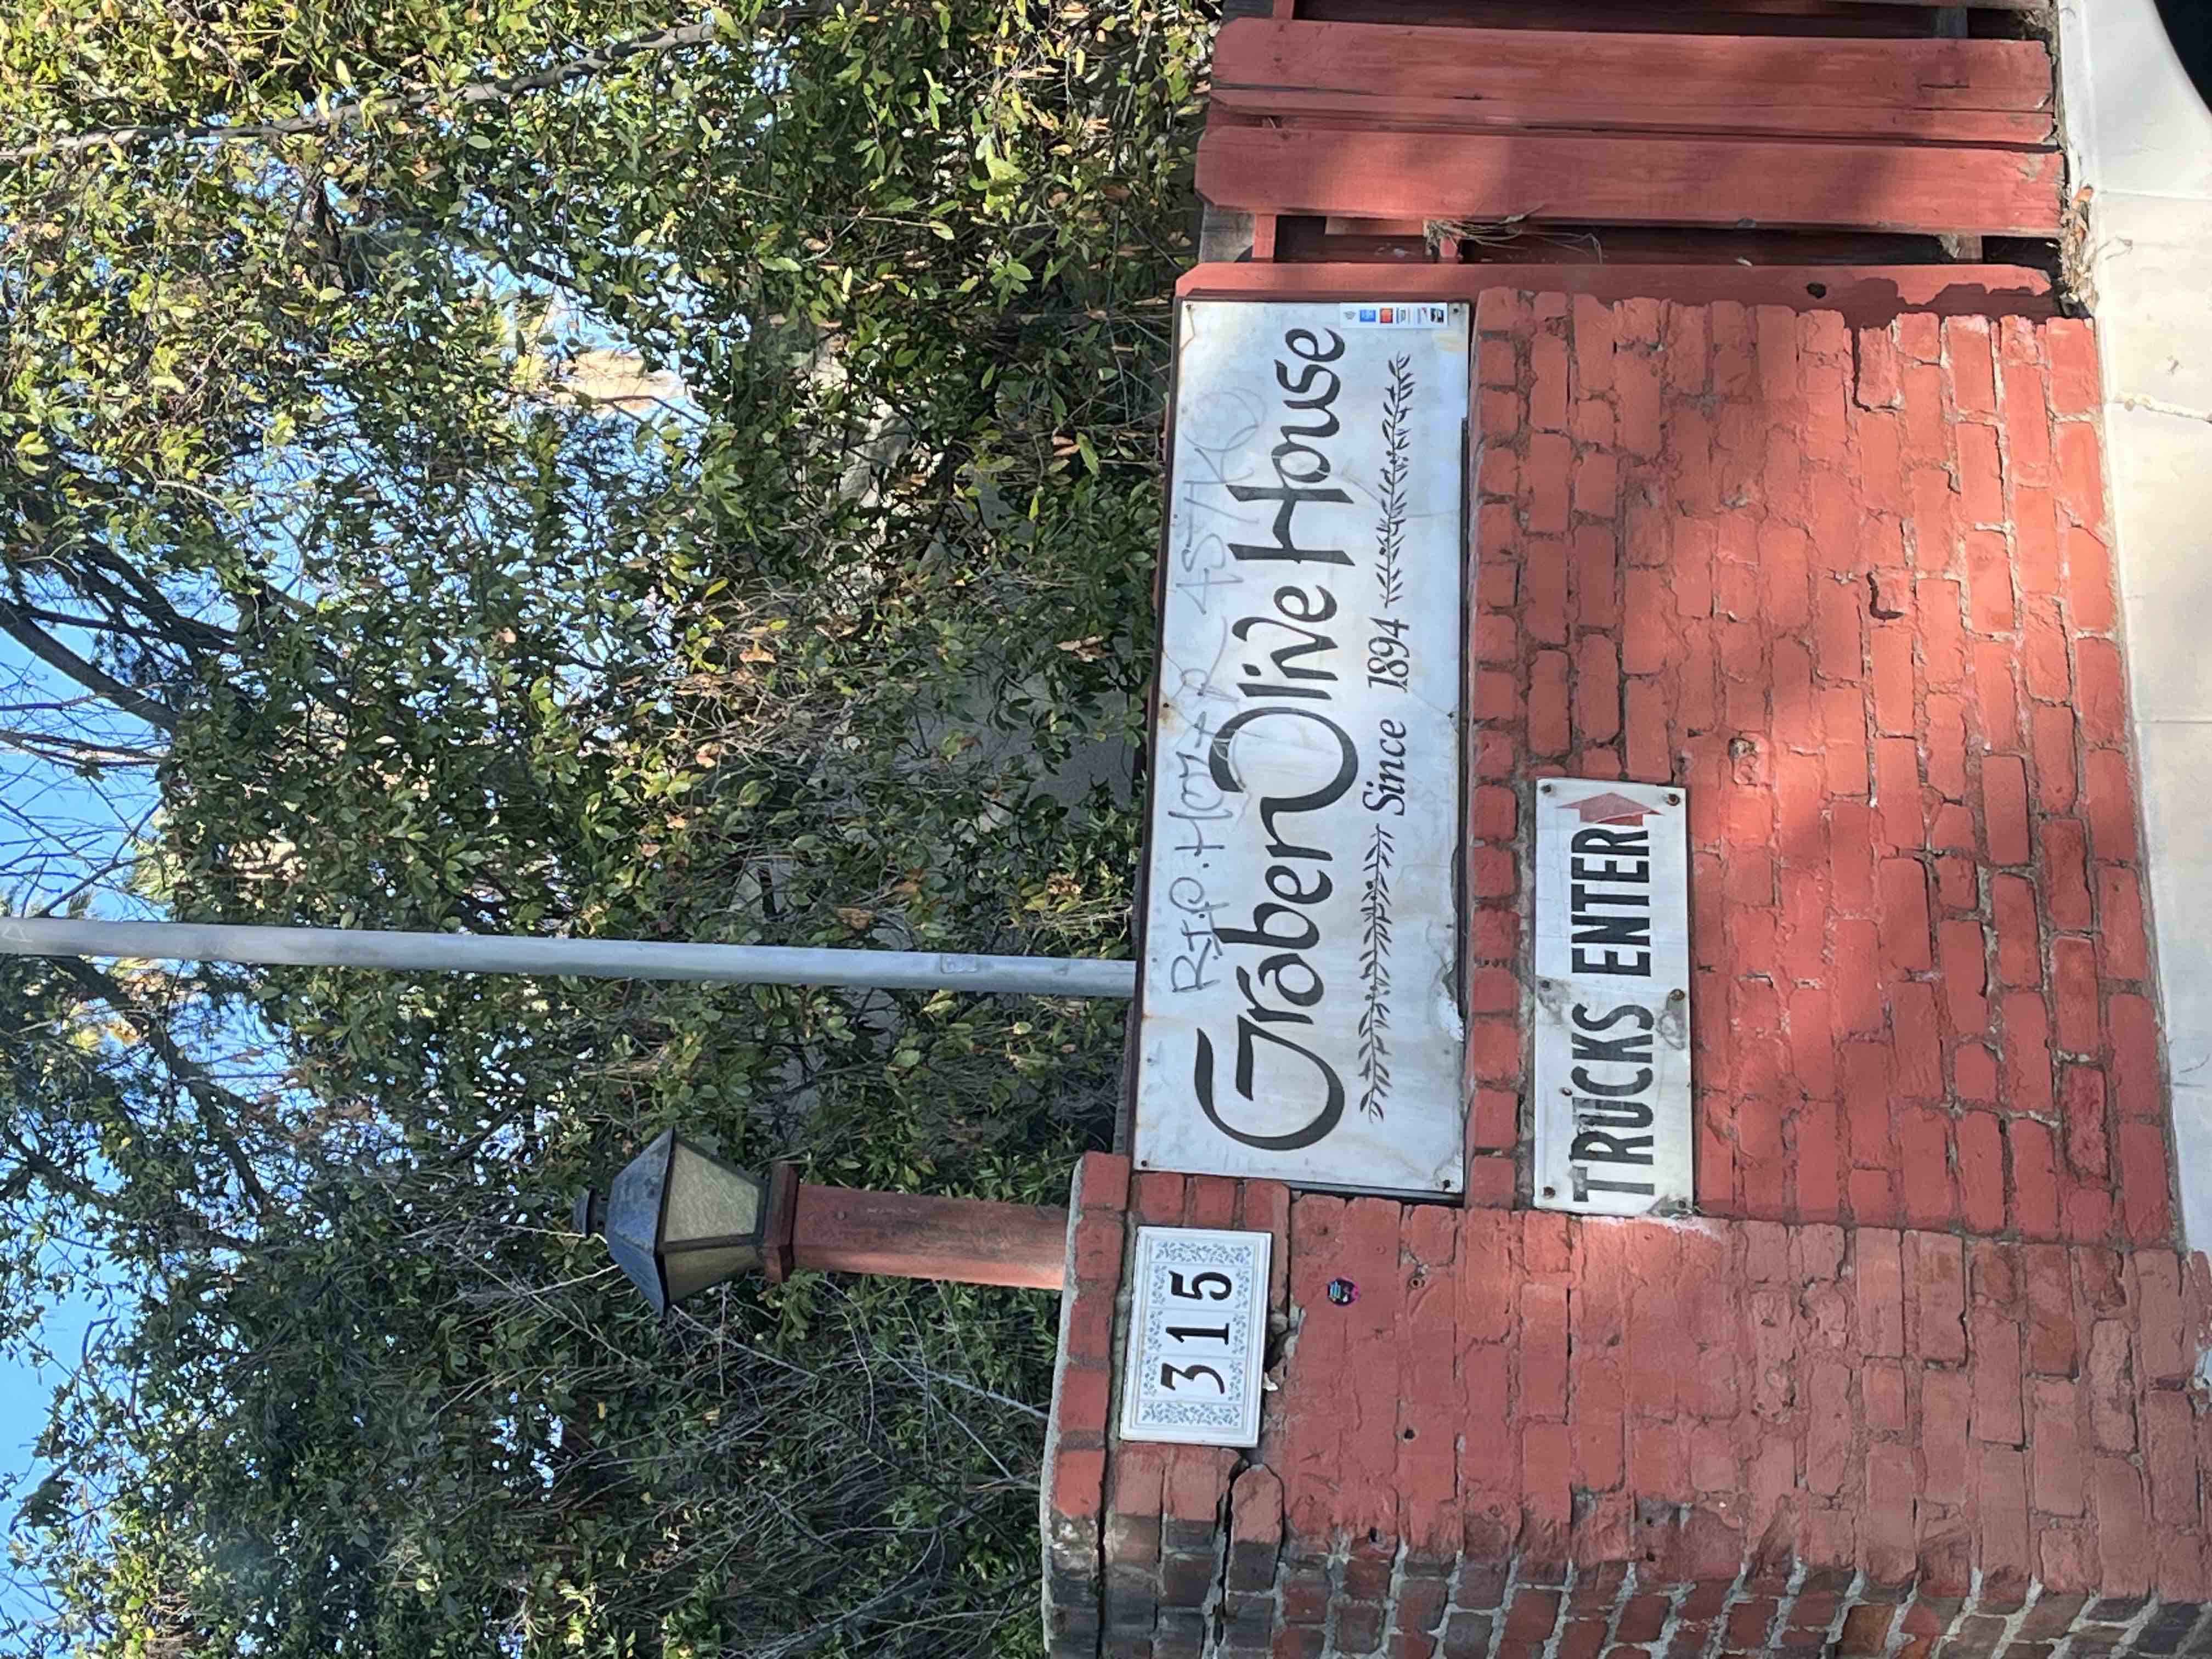 315
Graber Olive House
Since 1894
TRUCKS ENTER